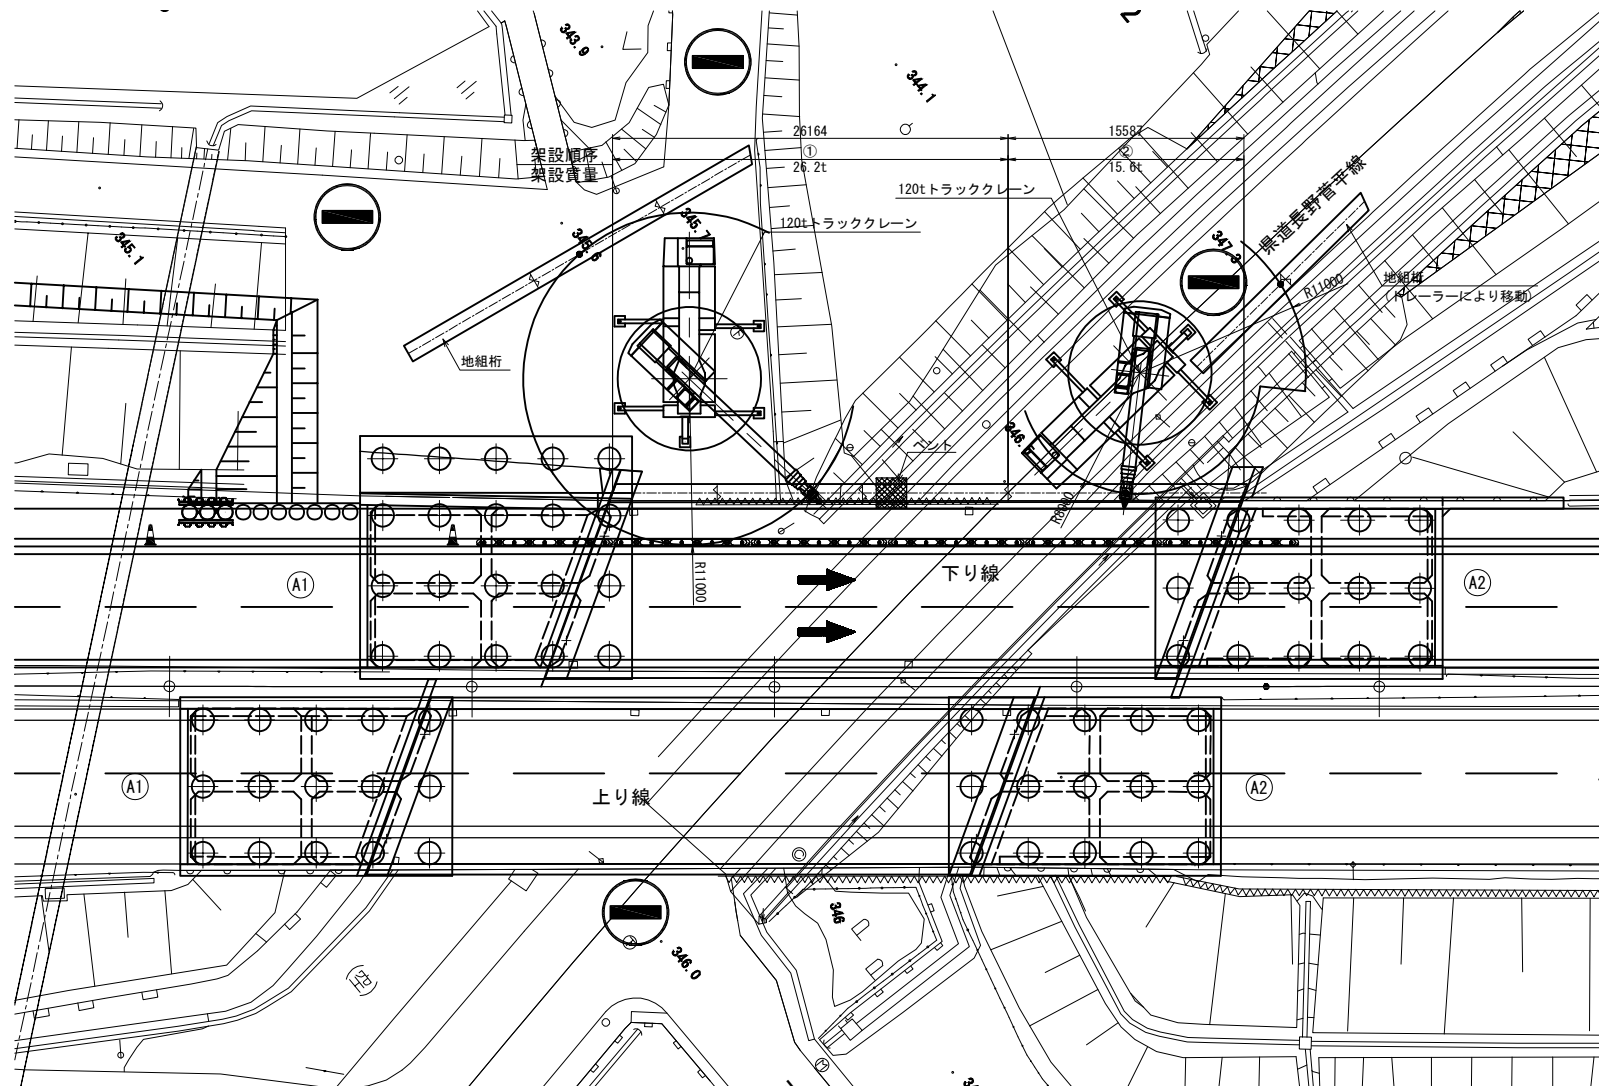 343.9
344.1
26164
15587
架設順序
①
②
架設質量
26.2t
15.6t
120tトラッククレーン
県道長野菅平線
345.1
345.7
120tトラッククレーン
347.3
R11000
地組桁
(トレーラーにより移動)
地組桁
346.
ベント
R8000
A1
R11000
下り線
A2
A1
上り線
A2
346
346.0